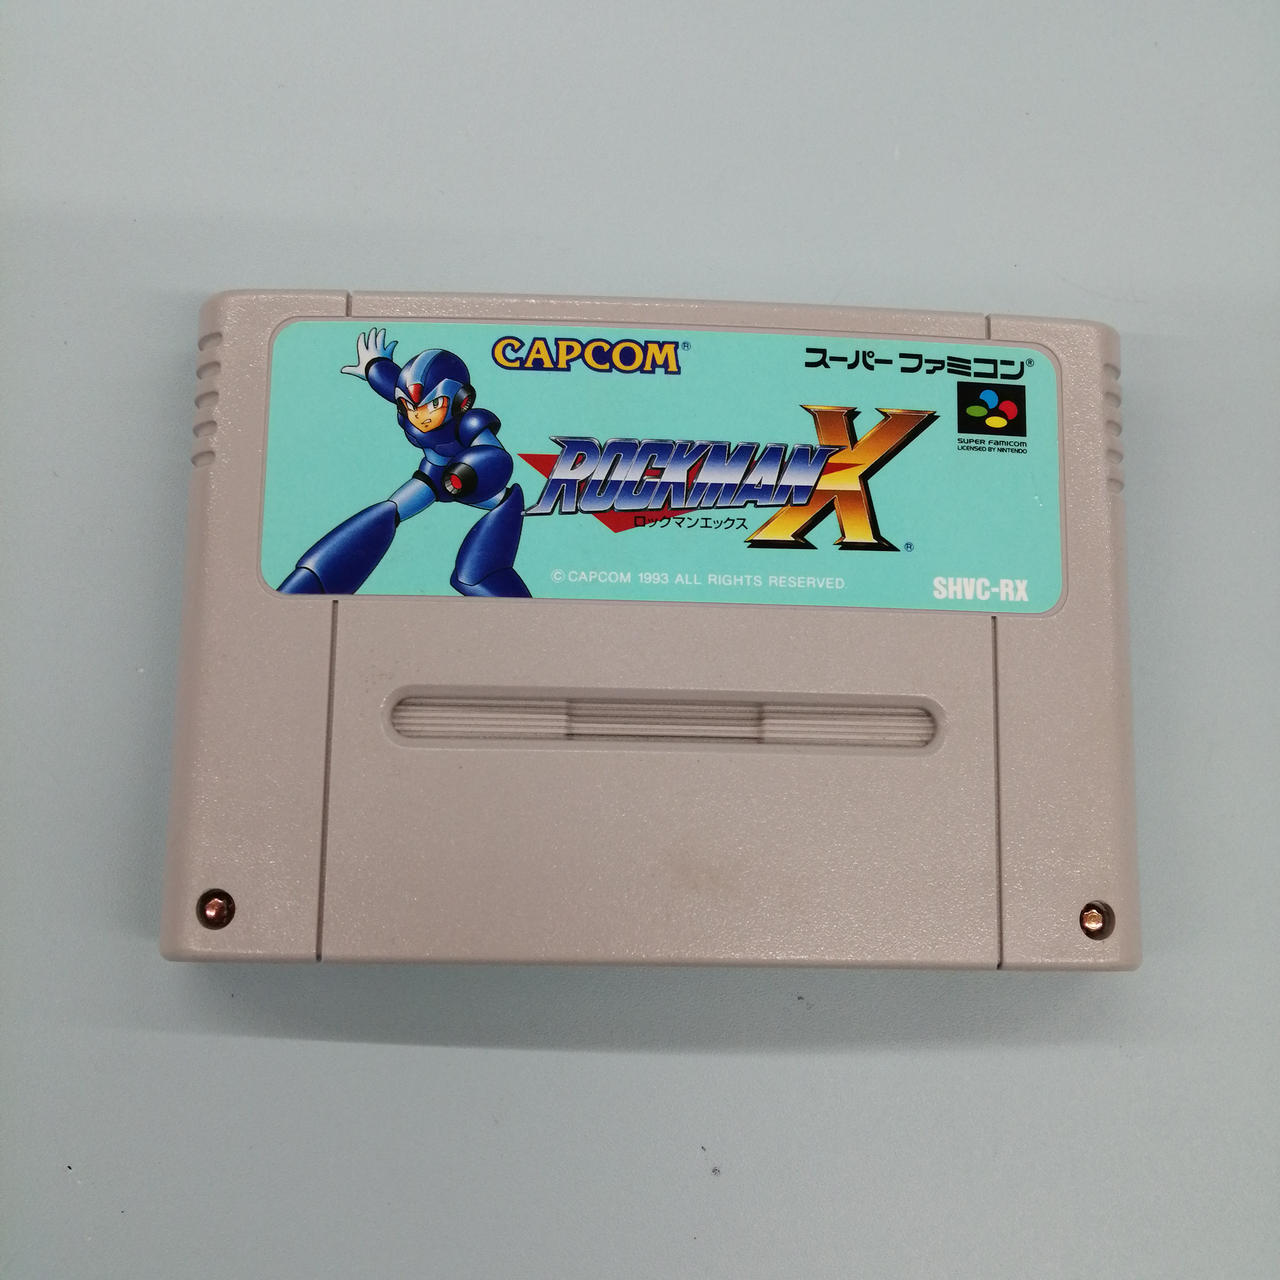 CAPCOM®
スーパーファミコン®
SUPER FAMICOM
LICENSED BY NINTENDO
ROCKMAN X®
ロックマンエックス
© CAPCOM 1993 ALL RIGHTS RESERVED.
SHVC-RX